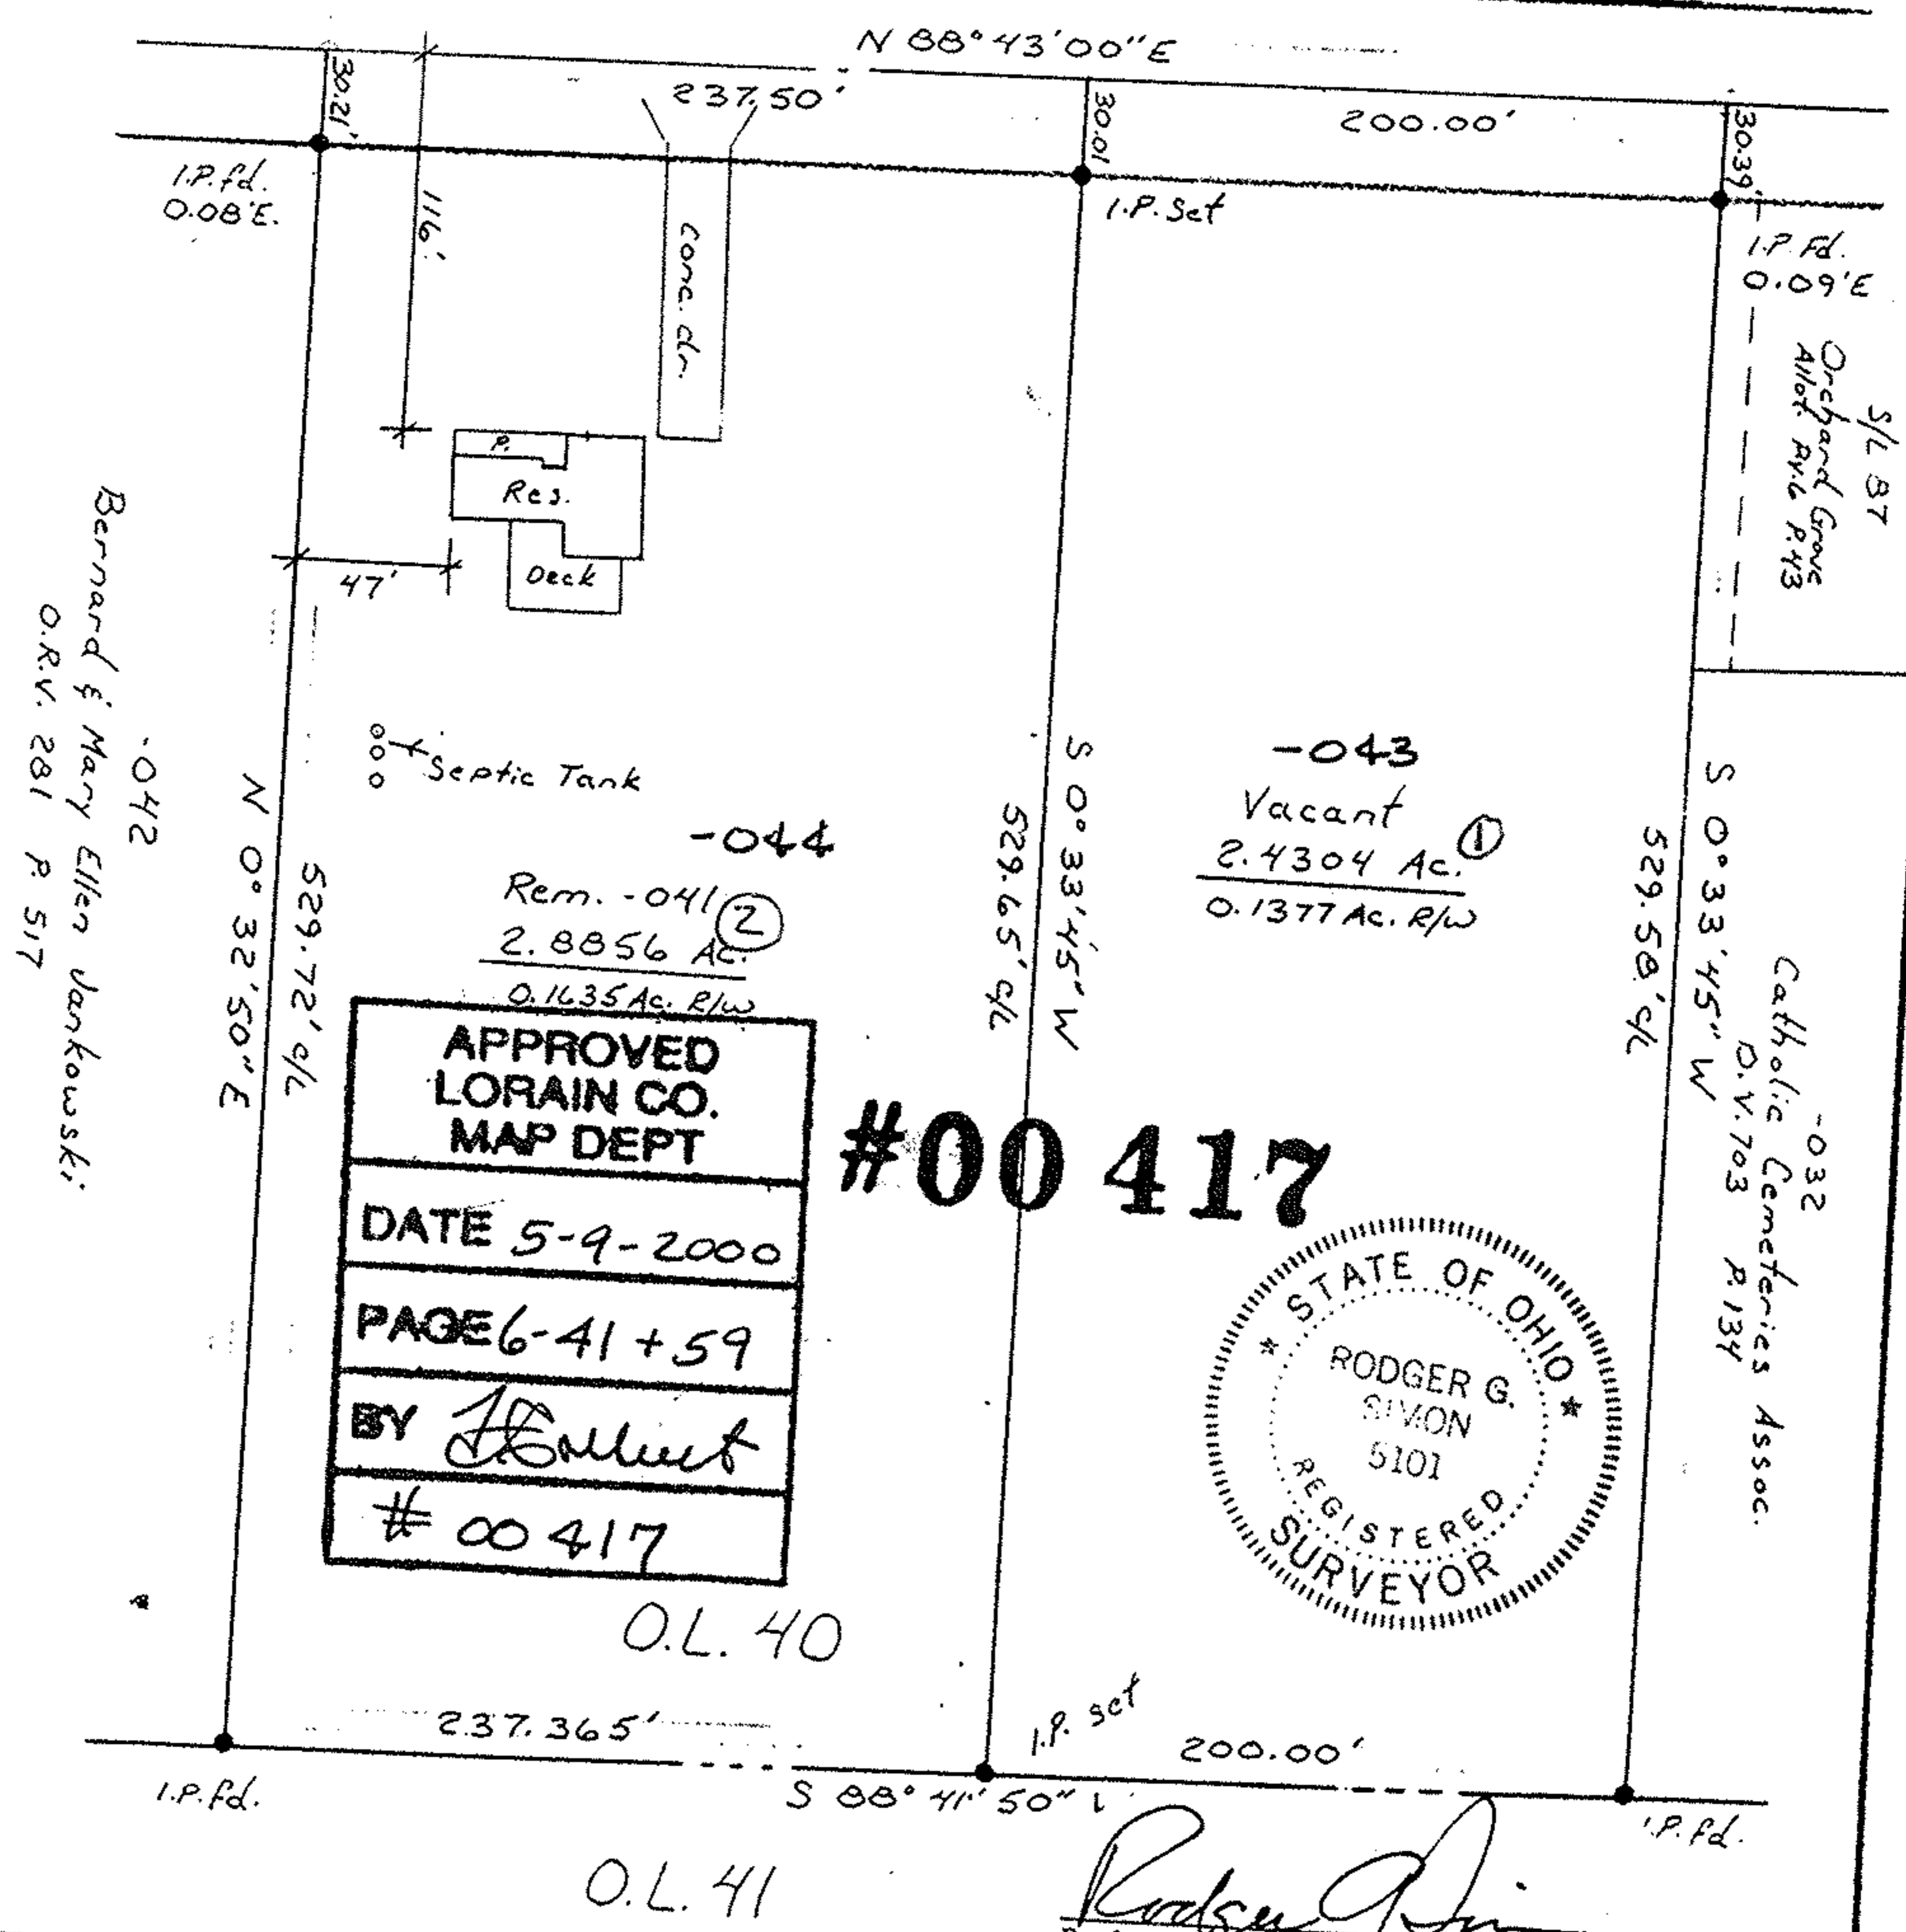 N 88°43'00"E
237.50'
200.00'
30.21'
30.01
30.39'
I.P. fd.
0.08'E.
I.P. Set
I.P. Fd.
0.09'E
116'
conc. dr.
S/L 87
Orchard Grove
Allot. P. 43
P.
Res.
Deck
47'
Septic Tank
-044
Rem. -041 2
2.8856 Ac.
0.1635 Ac. R/W
-043
Vacant
2.4304 Ac. 1
0.1377 Ac. R/W
-042
Bernard & Mary Ellen Jankowski
O.R.V. 281 P. 517
N 0° 32' 50" E
529.72' c/L
S 0° 33' 45" W
529.65' c/L
S 0° 33' 45" W
529.58' c/L
-032
Catholic Cemeteries Assoc.
D.V. 703 P. 134
APPROVED
LORAIN CO.
MAP DEPT
DATE 5-9-2000
PAGE 6-41 + 59
BY
# 00 417
#00 417
STATE OF OHIO
RODGER G.
SIMON
5101
REGISTERED
SURVEYOR
O.L. 40
237.365'
I.P. set
200.00'
I.P. fd.
S 88° 41' 50"
I.P. fd.
O.L. 41